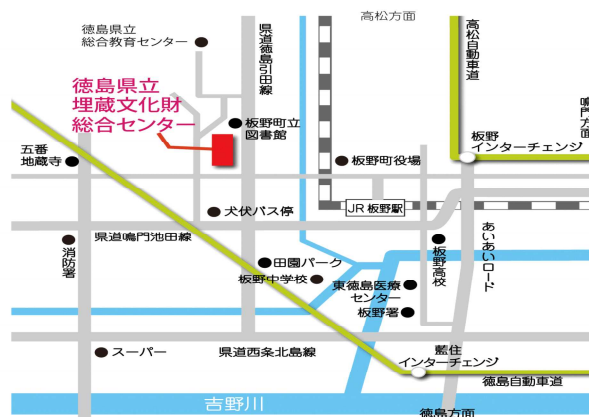 高松方面
徳島県立
総合教育センター
県道徳島引田線
高松自動車道
鳴門方面
徳島県立
埋蔵文化財
総合センター
板野町立
図書館
板野
インターチェンジ
五番
地蔵寺
板野町役場
犬伏バス停
JR 板野駅
県道鳴門池田線
消防署
田園パーク
板野中学校
板野高校
あいあいロード
東徳島医療
センター
板野署
スーパー
県道西条北島線
藍住
インターチェンジ
徳島自動車道
吉野川
徳島方面